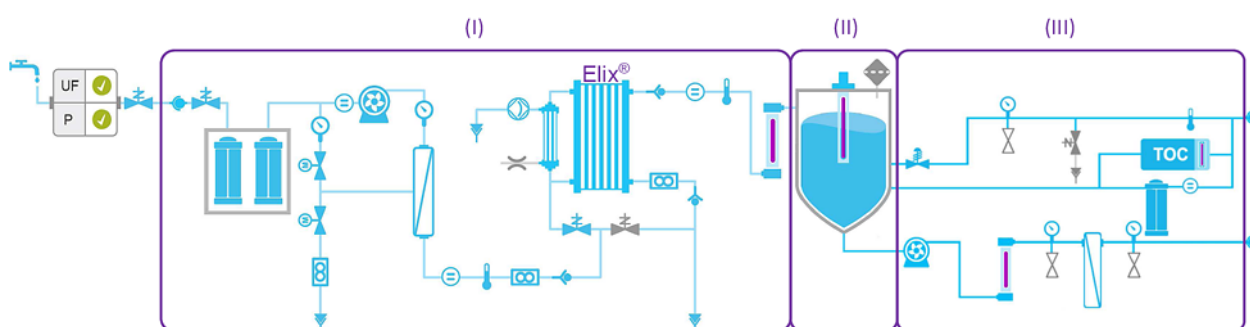 (I)
(II)
(III)
Elix®
UF
P
TOC